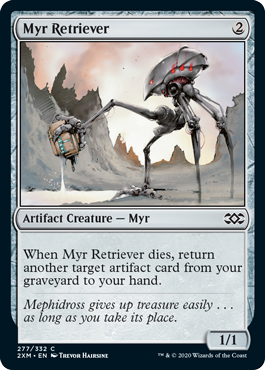 Myr Retriever 2
Artifact Creature — Myr
When Myr Retriever dies, return
another target artifact card from your
graveyard to your hand.
Mephidross gives up treasure easily . . .
as long as you take its place.
1/1
277/332 C
2XM • EN Trevor Hairsine
™ & © 2020 Wizards of the Coast